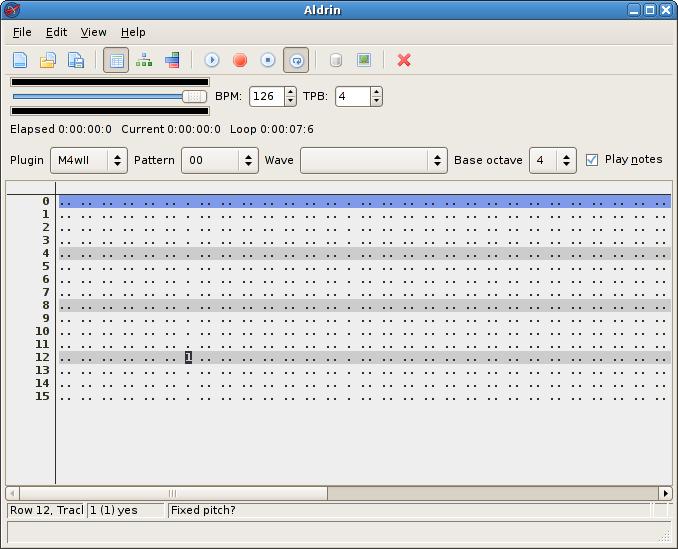 Aldrin
File Edit View Help
BPM: 126 TPB: 4
Elapsed 0:00:00:0 Current 0:00:00:0 Loop 0:00:07:6
Plugin M4wII Pattern 00 Wave Base octave 4 Play notes
0
1
2
3
4
5
6
7
8
9
10
11
12 1
13
14
15
Row 12, Tracl 1 (1) yes Fixed pitch?